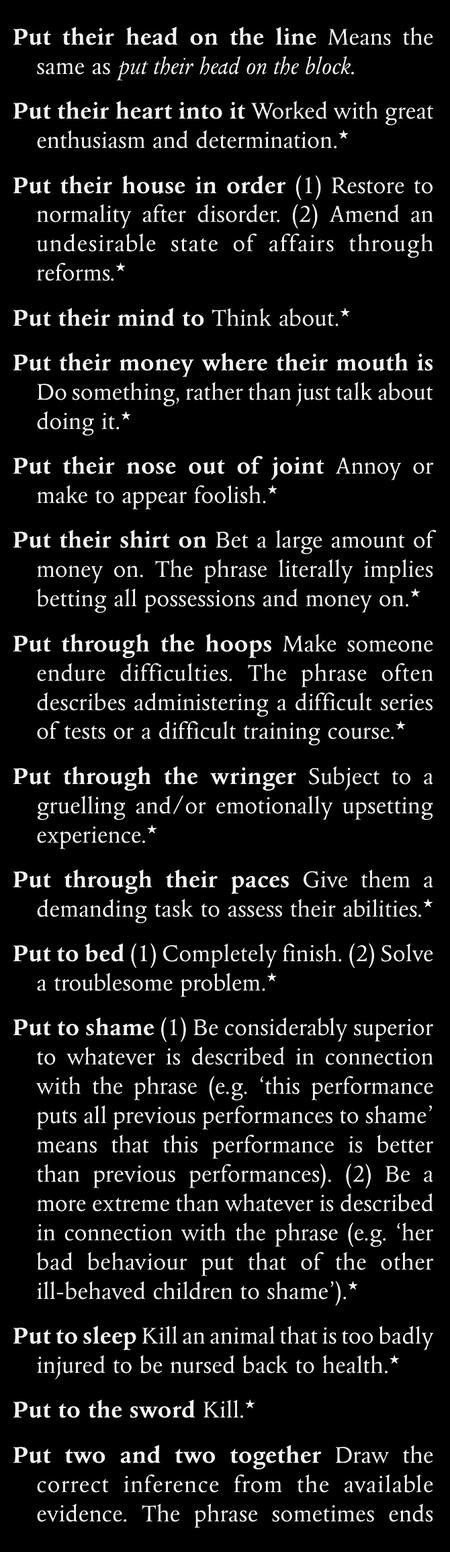 Put their head on the line Means the
same as put their head on the block.
Put their heart into it Worked with great
enthusiasm and determination.★
Put their house in order (1) Restore to
normality after disorder. (2) Amend an
undesirable state of affairs through
reforms.★
Put their mind to Think about.★
Put their money where their mouth is
Do something, rather than just talk about
doing it.★
Put their nose out of joint Annoy or
make to appear foolish.★
Put their shirt on Bet a large amount of
money on. The phrase literally implies
betting all possessions and money on.★
Put through the hoops Make someone
endure difficulties. The phrase often
describes administering a difficult series
of tests or a difficult training course.★
Put through the wringer Subject to a
gruelling and/or emotionally upsetting
experience.★
Put through their paces Give them a
demanding task to assess their abilities.★
Put to bed (1) Completely finish. (2) Solve
a troublesome problem.★
Put to shame (1) Be considerably superior
to whatever is described in connection
with the phrase (e.g. ‘this performance
puts all previous performances to shame’
means that this performance is better
than previous performances). (2) Be a
more extreme than whatever is described
in connection with the phrase (e.g. ‘her
bad behaviour put that of the other
ill-behaved children to shame’).★
Put to sleep Kill an animal that is too badly
injured to be nursed back to health.★
Put to the sword Kill.★
Put two and two together Draw the
correct inference from the available
evidence. The phrase sometimes ends